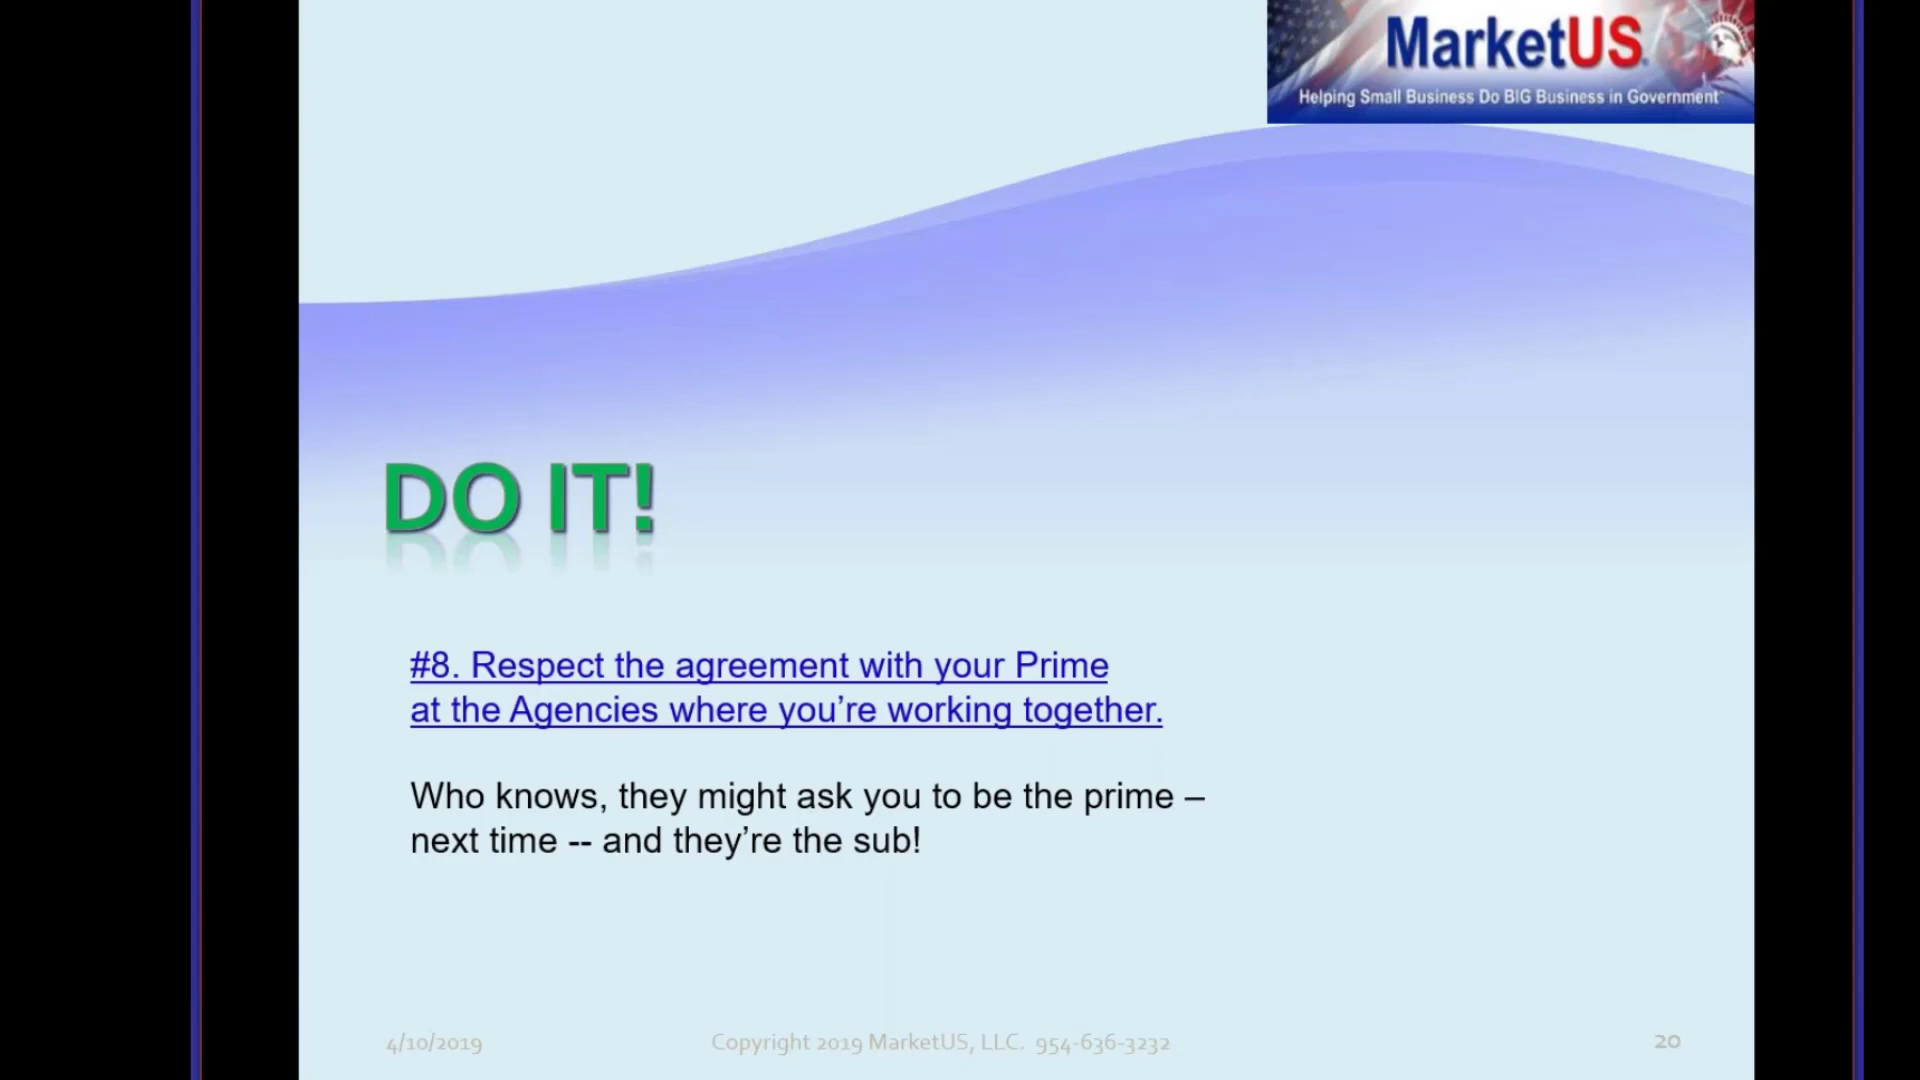 MarketUS
Helping Small Business Do BIG Business in Government
DO IT!
#8. Respect the agreement with your Prime
at the Agencies where you’re working together.
Who knows, they might ask you to be the prime –
next time -- and they’re the sub!
4/10/2019 Copyright 2019 MarketUS, LLC. 954-636-3232 20